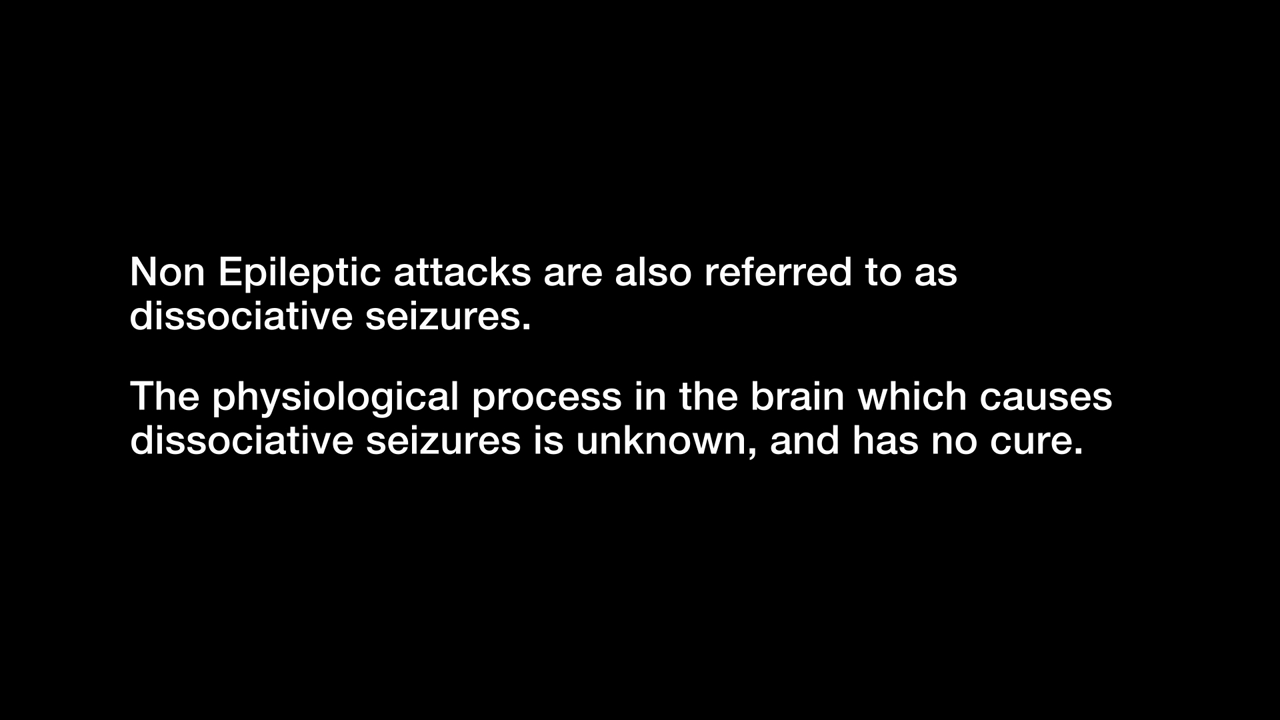 Non Epileptic attacks are also referred to as
dissociative seizures.
The physiological process in the brain which causes
dissociative seizures is unknown, and has no cure.